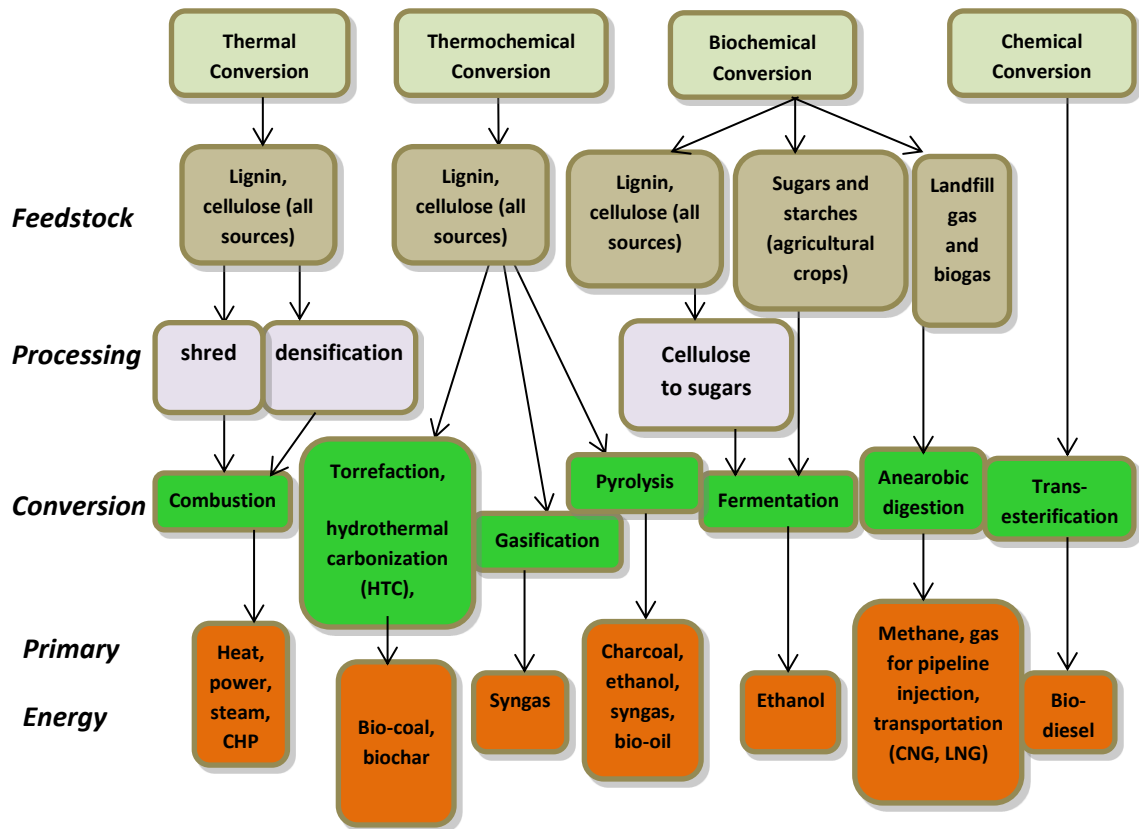 Thermal
Conversion
Thermochemical
Conversion
Biochemical
Conversion
Chemical
Conversion
Feedstock
Lignin,
cellulose (all
sources)
Lignin,
cellulose (all
sources)
Lignin,
cellulose (all
sources)
Sugars and
starches
(agricultural
crops)
Landfill
gas
and
biogas
Processing
shred
densification
Cellulose
to sugars
Conversion
Combustion
Torrefaction,
hydrothermal
carbonization
(HTC),
Gasification
Pyrolysis
Fermentation
Anearobic
digestion
Trans-
esterification
Primary
Energy
Heat,
power,
steam,
CHP
Bio-coal,
biochar
Syngas
Charcoal,
ethanol,
syngas,
bio-oil
Ethanol
Methane, gas
for pipeline
injection,
transportation
(CNG, LNG)
Bio-
diesel